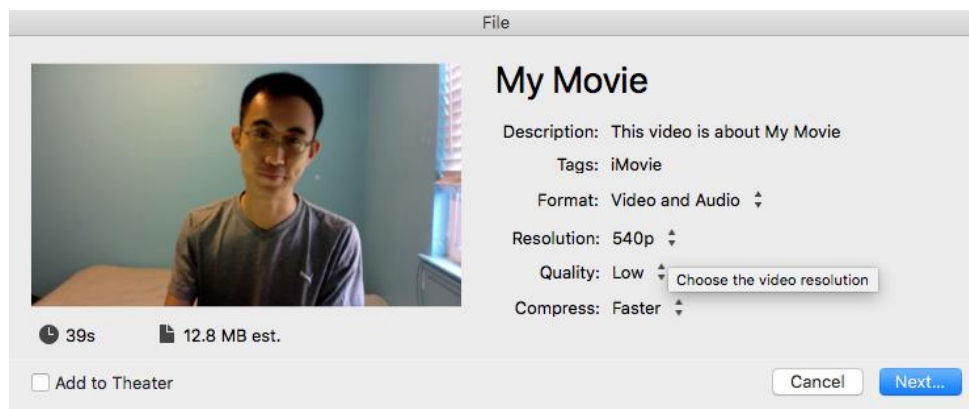 File
My Movie
Description: This video is about My Movie
Tags: iMovie
Format: Video and Audio
Resolution: 540p
Quality: Low
Choose the video resolution
Compress: Faster
39s
12.8 MB est.
Add to Theater
Cancel
Next...